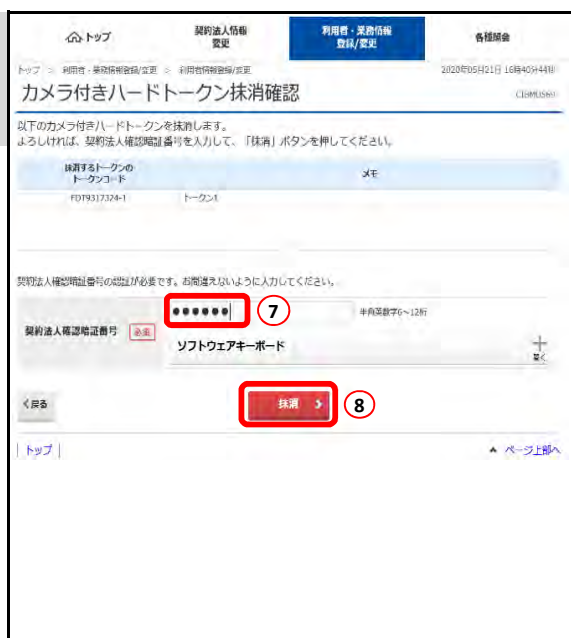 トップ
契約法人情報
変更
利用者・業務情報
登録/変更
各種照会
トップ > 利用者・業務情報登録/変更 > 利用者情報登録/変更
2020年05月21日 16時40分44秒
カメラ付きハードトークン抹消確認
以下のカメラ付きハードトークンを抹消します。
よろしければ、契約法人確認暗証番号を入力して、「抹消」ボタンを押してください。
抹消するトークンの
トークンコード
メモ
FDT9317324-1
トークン1
契約法人確認暗証番号の認証が必要です。お間違えないように入力してください。
契約法人確認暗証番号 必須
●●●●●●
⑦
半角英数字6～12桁
ソフトウェアキーボード
開く
戻る
抹消
⑧
トップ
ページ上部へ